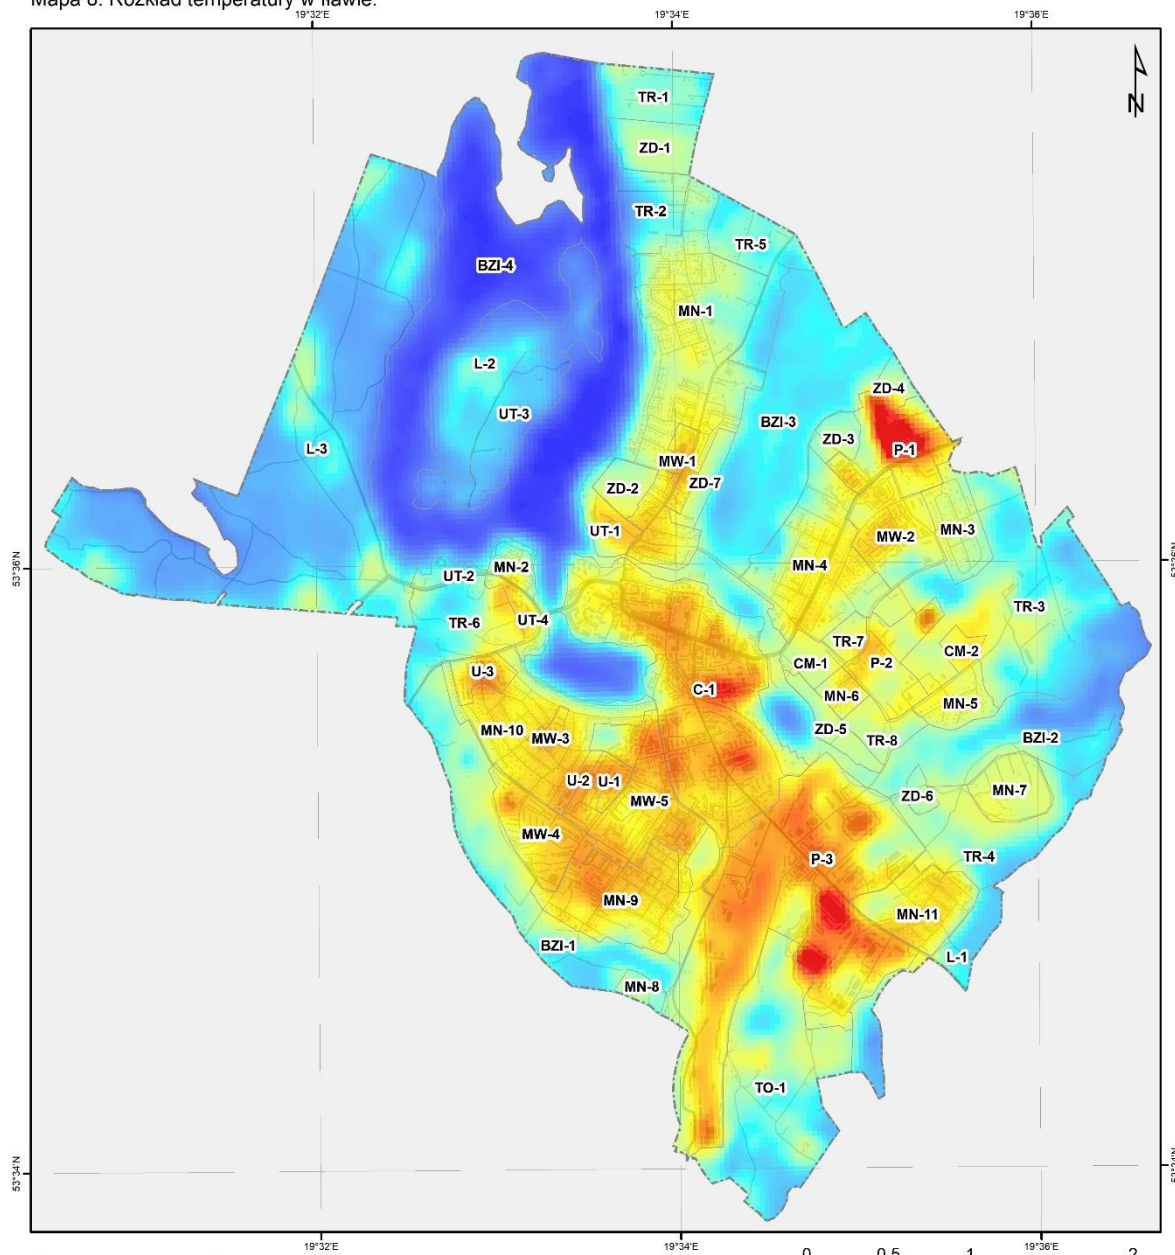 Mapa 8. Rozkład temperatury w Iławie.
19°32'E 19°34'E 19°36'E
N
TR-1
ZD-1
TR-2
TR-5
BZI-4
MN-1
L-2
ZD-4
UT-3
BZI-3
ZD-3
L-3
P-1
MW-1
ZD-7
ZD-2
UT-1
MW-2
MN-3
53°36'N
MN-2
MN-4
UT-2
TR-3
UT-4
TR-6
TR-7
CM-2
CM-1
P-2
U-3
C-1
MN-6
MN-5
MN-10
ZD-5
MW-3
TR-8
BZI-2
U-2
U-1
MN-7
ZD-6
MW-5
MW-4
TR-4
P-3
MN-9
MN-11
BZI-1
L-1
MN-8
TO-1
53°34'N
19°32'E 19°34'E 19°36'E
0 0,5 1 2